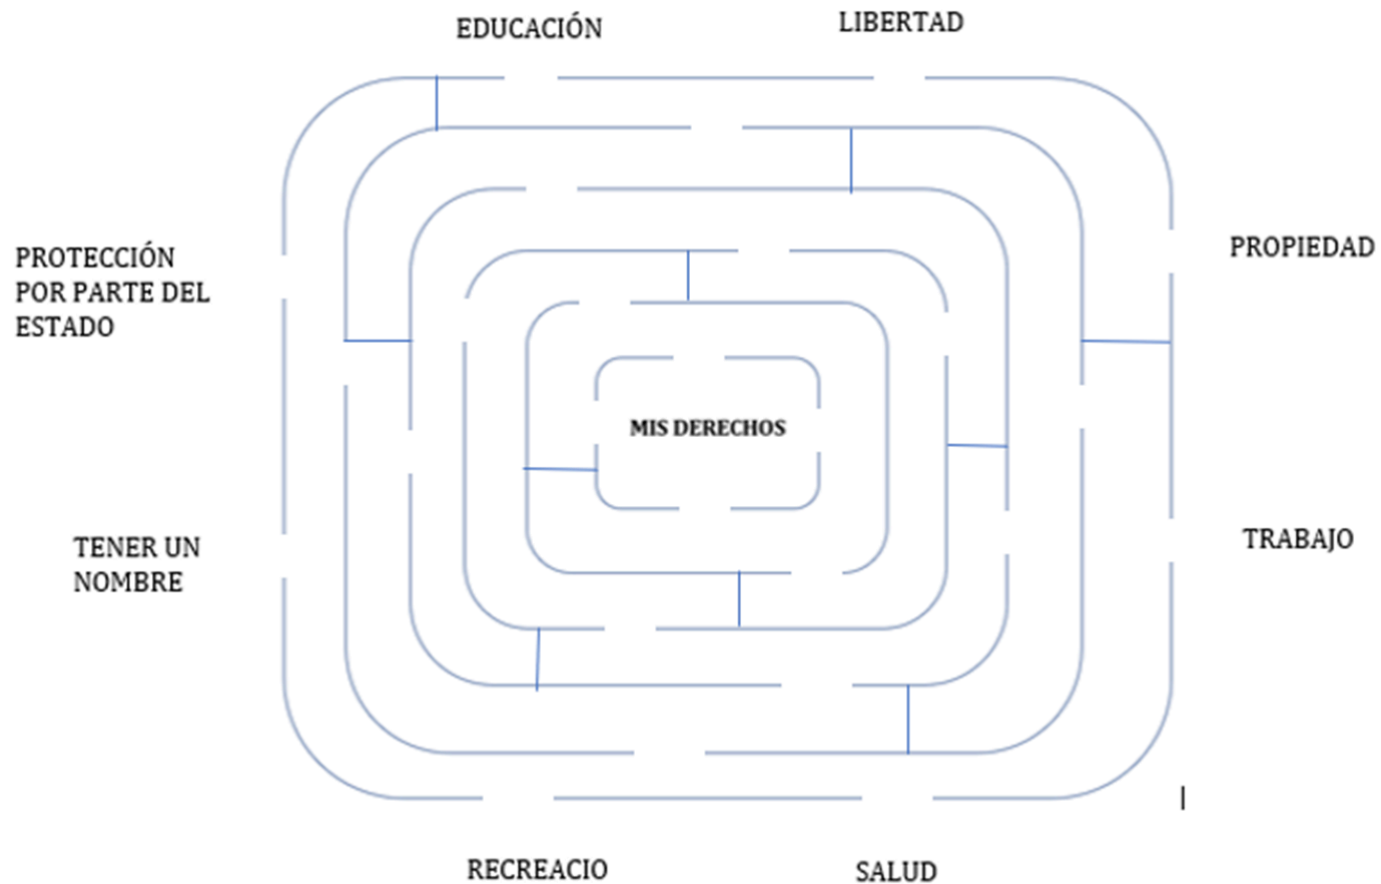 EDUCACIÓN
LIBERTAD
PROTECCIÓN
POR PARTE DEL
ESTADO
PROPIEDAD
MIS DERECHOS
TENER UN
NOMBRE
TRABAJO
RECREACIO
SALUD